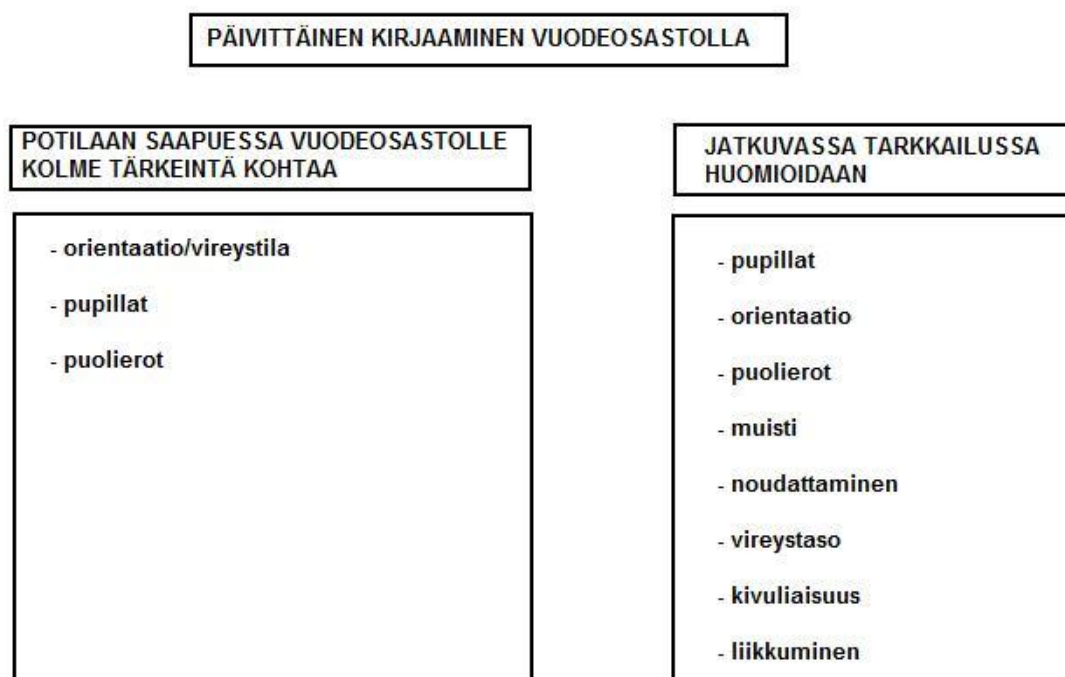 PÄIVITTÄINEN KIRJAAMINEN VUODEOSASTOLLA
POTILAAN SAAPUESSA VUODEOSASTOLLE
KOLME TÄRKEINTÄ KOHTAA
- orientaatio/vireystila
- pupillat
- puolierot
JATKUVASSA TARKKAILUSSA
HUOMIOIDAAN
- pupillat
- orientaatio
- puolierot
- muisti
- noudattaminen
- vireystaso
- kivuliaisuus
- liikkuminen